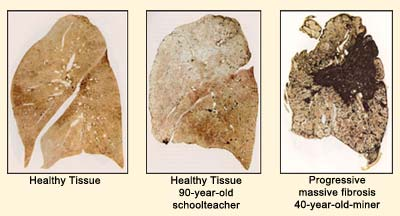 Healthy Tissue
Healthy Tissue
90-year-old
schoolteacher
Progressive
massive fibrosis
40-year-old-miner